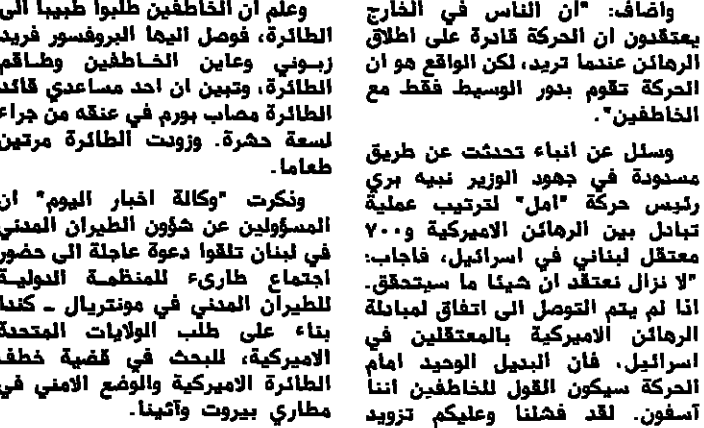 واضاف: "ان الناس في الخارج
يعتقدون ان الحركة قادرة على اطلاق
الرهائن عندما تريد، لكن الواقع هو ان
الحركة تقوم بدور الوسيط فقط مع
الخاطفين".
وسئل عن انباء تحدثت عن طريق
مسدودة في جهود الوزير نبيه بري
رئيس حركة "امل" لترتيب عملية
تبادل بين الرهائن الاميركية و٧٠٠
معتقل لبناني في اسرائيل، فاجاب:
"لا نزال نعتقد ان شيئا ما سيتحقق.
اذا لم يتم التوصل الى اتفاق لمبادلة
الرهائن الاميركية بالمعتقلين في
اسرائيل، فان البديل الوحيد امام
الحركة سيكون القول للخاطفين اننا
آسفون. لقد فشلنا وعليكم تزويد
وعلم ان الخاطفين طلبوا طبيبا الى
الطائرة، فوصل اليها البروفسور فريد
زبوني وعاين الخاطفين وطاقم
الطائرة، وتبين ان احد مساعدي قائد
الطائرة مصاب بورم في عنقه من جراء
لسعة حشرة. وزودت الطائرة مرتين
طعاما.
وذكرت "وكالة اخبار اليوم" ان
المسؤولين عن شؤون الطيران المدني
في لبنان تلقوا دعوة عاجلة الى حضور
اجتماع طارىء للمنظمة الدولية
للطيران المدني في مونتريال ـ كندا
بناء على طلب الولايات المتحدة
الاميركية، للبحث في قضية خطف
الطائرة الاميركية والوضع الامني في
مطاري بيروت وآثينا.